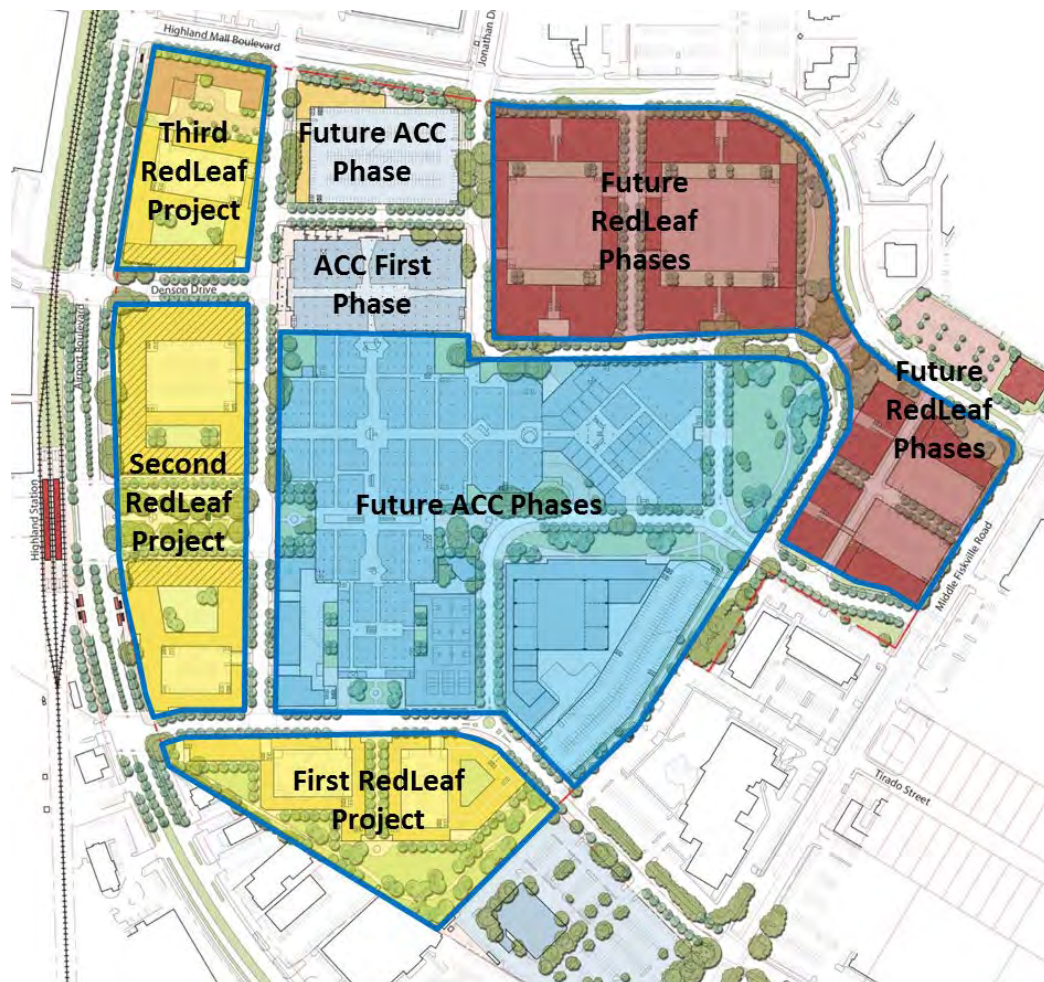 Highland Mall Boulevard
Jonathan D
Third
RedLeaf
Project
Future ACC
Phase
Future
RedLeaf
Phases
ACC First
Phase
Denson Drive
Airport Boulevard
Future
RedLeaf
Phases
Second
RedLeaf
Project
Highland Station
Future ACC Phases
Middle Fiskville Road
First RedLeaf
Project
Tirado Street